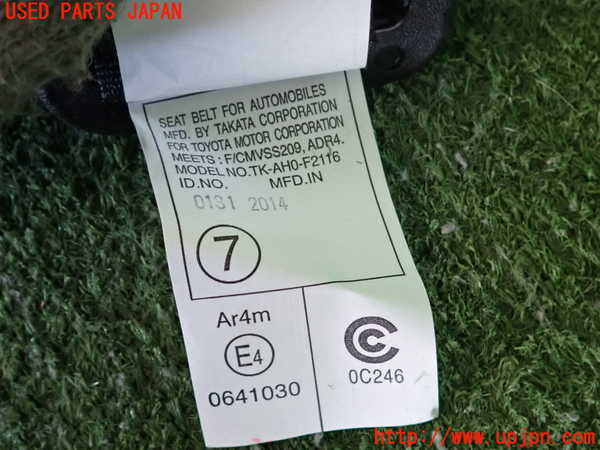 USED PARTS JAPAN
SEAT BELT FOR AUTOMOBILES
MFD. BY TAKATA CORPORATION
FOR TOYOTA MOTOR CORPORATION
MEETS: F/CMVSS209, ADR4.
MODEL NO.TK-AH0-F2116
ID.NO. MFD.IN
0131 2014
7
Ar4m
E4
0641030
CCC
0C246
http://www.upjpn.com/